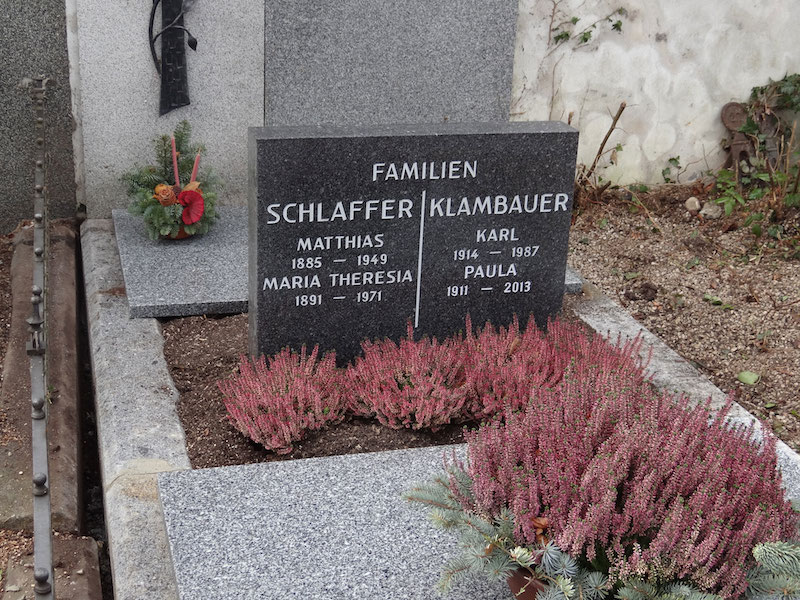 FAMILIEN
SCHLAFFER
MATTHIAS
1885 — 1949
MARIA THERESIA
1891 — 1971
KLAMBAUER
KARL
1914 — 1987
PAULA
1911 — 2013